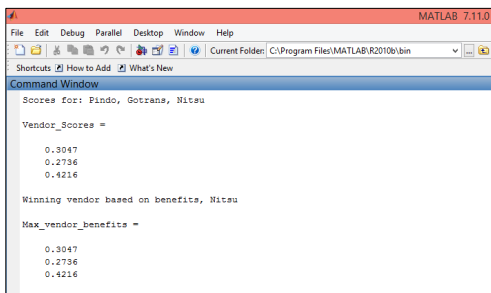 MATLAB 7.11.0
File Edit Debug Parallel Desktop Window Help
Current Folder: C:\Program Files\MATLAB\R2010b\bin
Shortcuts How to Add What's New
Command Window
Scores for: Pindo, Gotrans, Nitsu
Vendor_Scores =
0.3047
0.2736
0.4216
Winning vendor based on benefits, Nitsu
Max_vendor_benefits =
0.3047
0.2736
0.4216